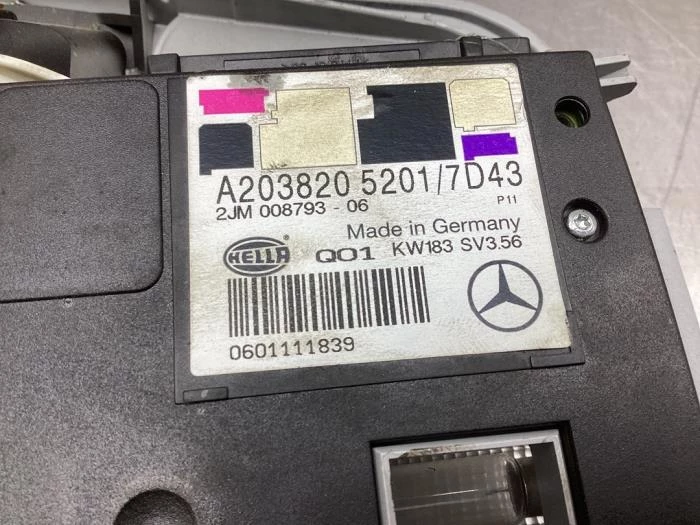 A203820 5201/7D43
2JM 008793 - 06 P11
Made in Germany
HELLA Q01 KW183 SV3.56
0601111839